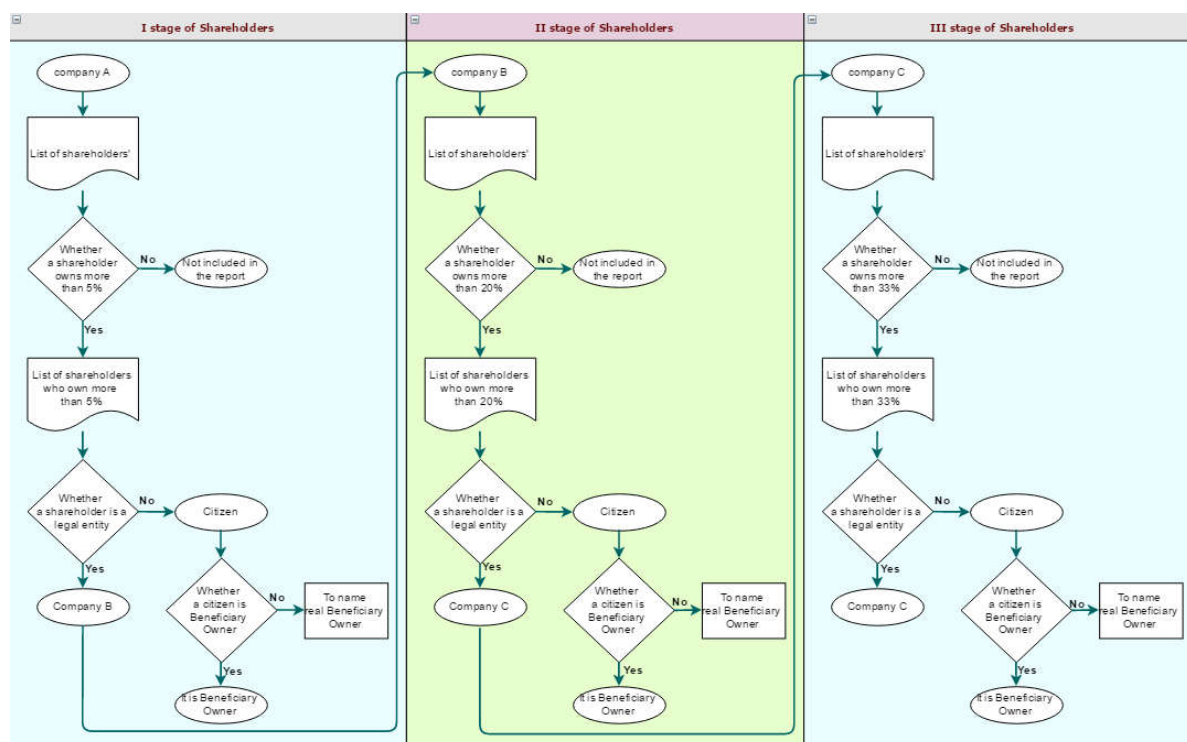 I stage of Shareholders
company A
List of shareholders'
Whether
a shareholder
owns more
than 5%
No
Not included in
the report
Yes
List of shareholders
who own more
than 5%
Whether
a shareholder is a
legal entity
No
Citizen
Yes
Company B
Whether
a citizen is
Beneficiary
Owner
No
To name
real Beneficiary
Owner
Yes
It is Beneficiary
Owner
II stage of Shareholders
company B
List of shareholders'
Whether
a shareholder
owns more
than 20%
No
Not included in
the report
Yes
List of shareholders
who own more
than 20%
Whether
a shareholder is a
legal entity
No
Citizen
Yes
Company C
Whether
a citizen is
Beneficiary
Owner
No
To name
real Beneficiary
Owner
Yes
It is Beneficiary
Owner
III stage of Shareholders
company C
List of shareholders'
Whether
a shareholder
owns more
than 33%
No
Not included in
the report
Yes
List of shareholders
who own more
than 33%
Whether
a shareholder is a
legal entity
No
Citizen
Yes
Company C
Whether
a citizen is
Beneficiary
Owner
No
To name
real Beneficiary
Owner
Yes
It is Beneficiary
Owner